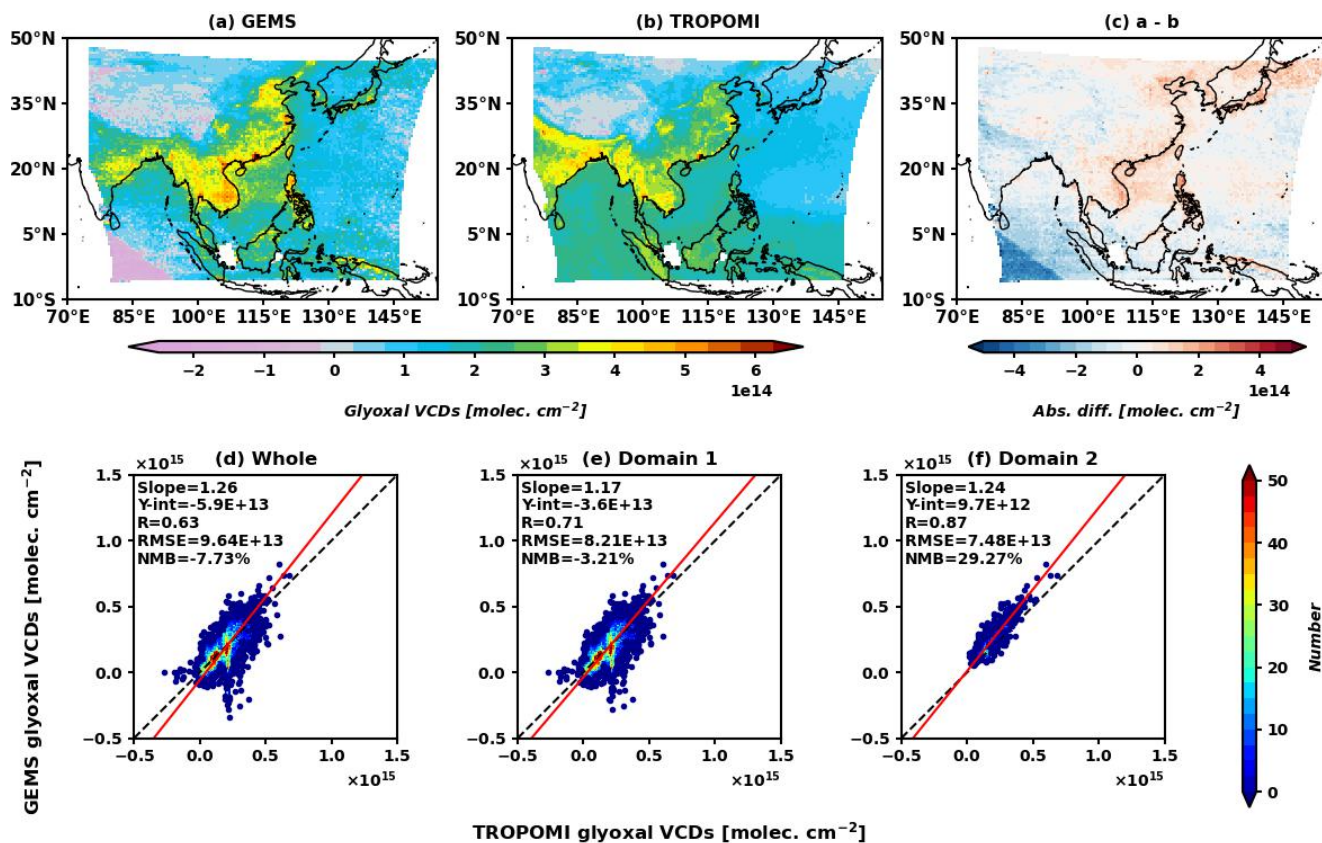 (a) GEMS
(b) TROPOMI
(c) a - b
50°N
35°N
20°N
5°N
10°S
70°E 85°E 100°E 115°E 130°E 145°E
50°N
35°N
20°N
5°N
10°S
70°E 85°E 100°E 115°E 130°E 145°E
50°N
35°N
20°N
5°N
10°S
70°E 85°E 100°E 115°E 130°E 145°E
−2 −1 0 1 2 3 4 5 6
1e14
Glyoxal VCDs [molec. cm⁻²]
−4 −2 0 2 4
1e14
Abs. diff. [molec. cm⁻²]
GEMS glyoxal VCDs [molec. cm⁻²]
×10¹⁵
(d) Whole
Slope=1.26
Y-int=-5.9E+13
R=0.63
RMSE=9.64E+13
NMB=-7.73%
1.5
1.0
0.5
0.0
−0.5
−0.5 0.0 0.5 1.0 1.5
×10¹⁵
×10¹⁵
(e) Domain 1
Slope=1.17
Y-int=-3.6E+13
R=0.71
RMSE=8.21E+13
NMB=-3.21%
1.5
1.0
0.5
0.0
−0.5
−0.5 0.0 0.5 1.0 1.5
×10¹⁵
×10¹⁵
(f) Domain 2
Slope=1.24
Y-int=9.7E+12
R=0.87
RMSE=7.48E+13
NMB=29.27%
1.5
1.0
0.5
0.0
−0.5
−0.5 0.0 0.5 1.0 1.5
×10¹⁵
50
40
30
20
10
0
Number
TROPOMI glyoxal VCDs [molec. cm⁻²]